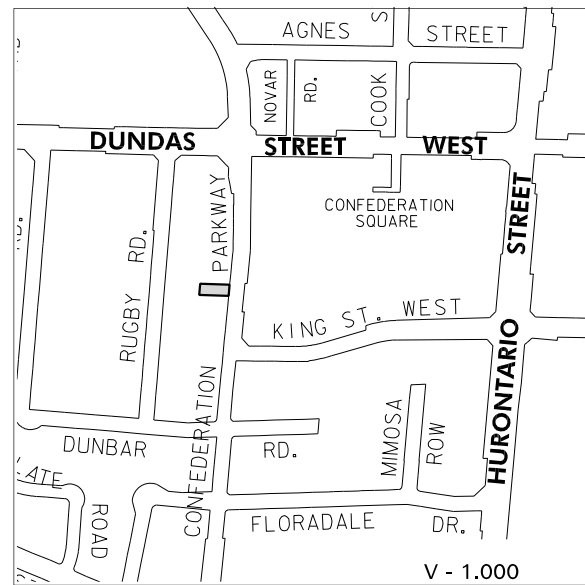 AGNES STREET
S
NOVAR RD.
COOK
DUNDAS STREET WEST
CONFEDERATION
SQUARE
PARKWAY
STREET
RD.
RUGBY RD.
KING ST. WEST
HURONTARIO
CONFEDERATION
MIMOSA ROW
DUNBAR RD.
ROAD
FLORADALE DR.
V - 1.000